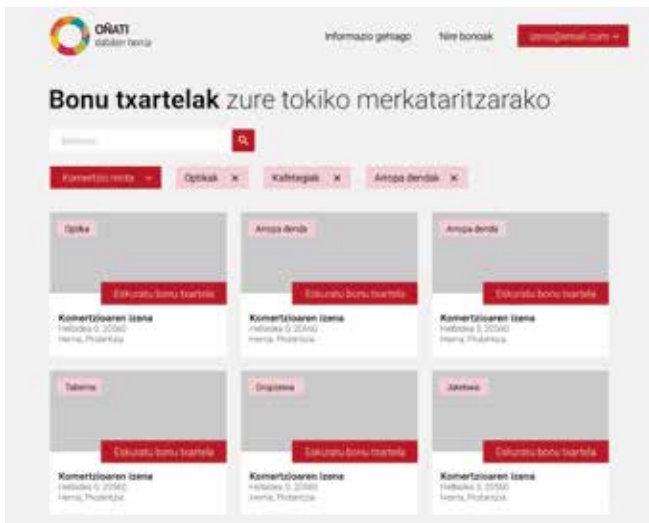 OÑATI
dabilen herria
Informazio gehiago
Nire bonoak
izena@email.com
Bonu txartelak zure tokiko merkataritzarako
Komertzio mota
Optikak ×
Kafetegiak ×
Arropa dendak ×
Optika
Arropa denda
Arropa denda
Eskuratu bonu txartela
Eskuratu bonu txartela
Eskuratu bonu txartela
Komertzioaren izena
Komertzioaren izena
Komertzioaren izena
Helbidea 0, 20560
Helbidea 0, 20560
Helbidea 0, 20560
Herria, Probintzia
Herria, Probintzia
Herria, Probintzia
Taberna
Drogizena
Jatetxea
Eskuratu bonu txartela
Eskuratu bonu txartela
Eskuratu bonu txartela
Komertzioaren izena
Komertzioaren izena
Komertzioaren izena
Helbidea 0, 20560
Helbidea 0, 20560
Helbidea 0, 20560
Herria, Probintzia
Herria, Probintzia
Herria, Probintzia